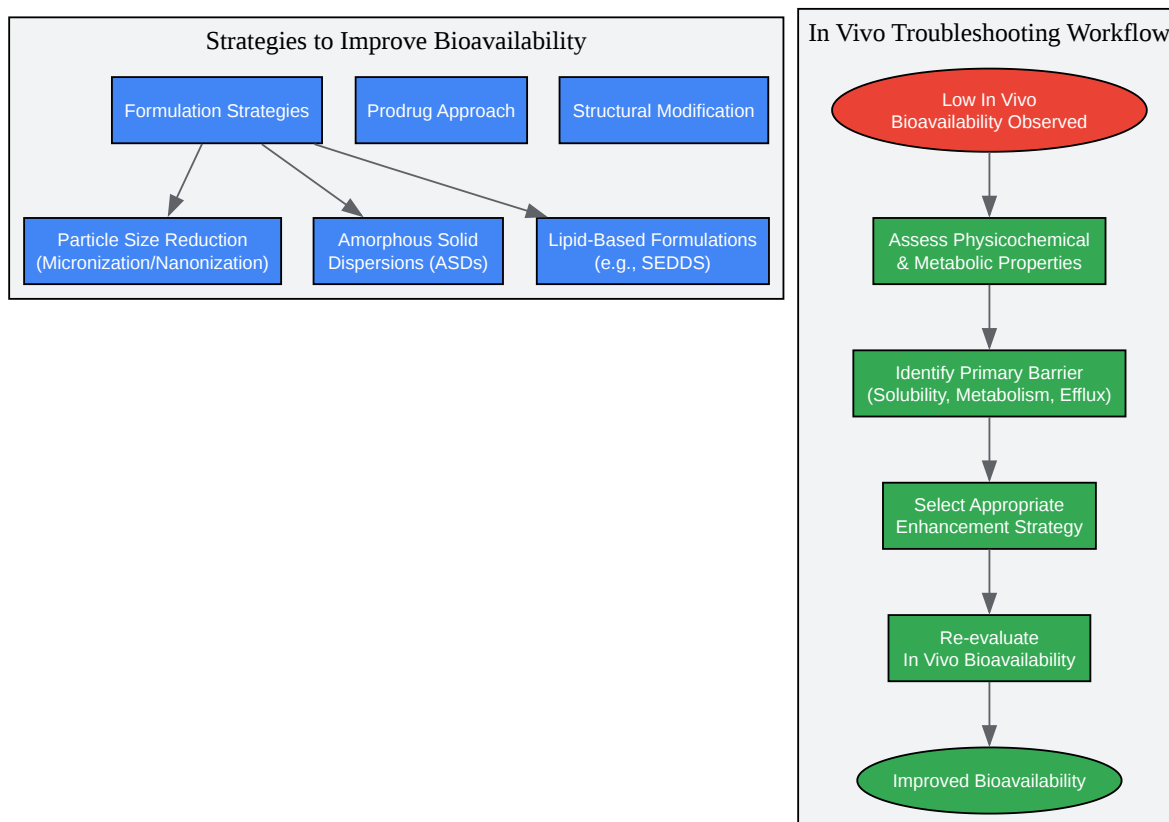 Strategies to Improve Bioavailability
Formulation Strategies
Prodrug Approach
Structural Modification
Particle Size Reduction
(Micronization/Nanonization)
Amorphous Solid
Dispersions (ASDs)
Lipid-Based Formulations
(e.g., SEDDS)
In Vivo Troubleshooting Workflow
Low In Vivo
Bioavailability Observed
Assess Physicochemical
& Metabolic Properties
Identify Primary Barrier
(Solubility, Metabolism, Efflux)
Select Appropriate
Enhancement Strategy
Re-evaluate
In Vivo Bioavailability
Improved Bioavailability